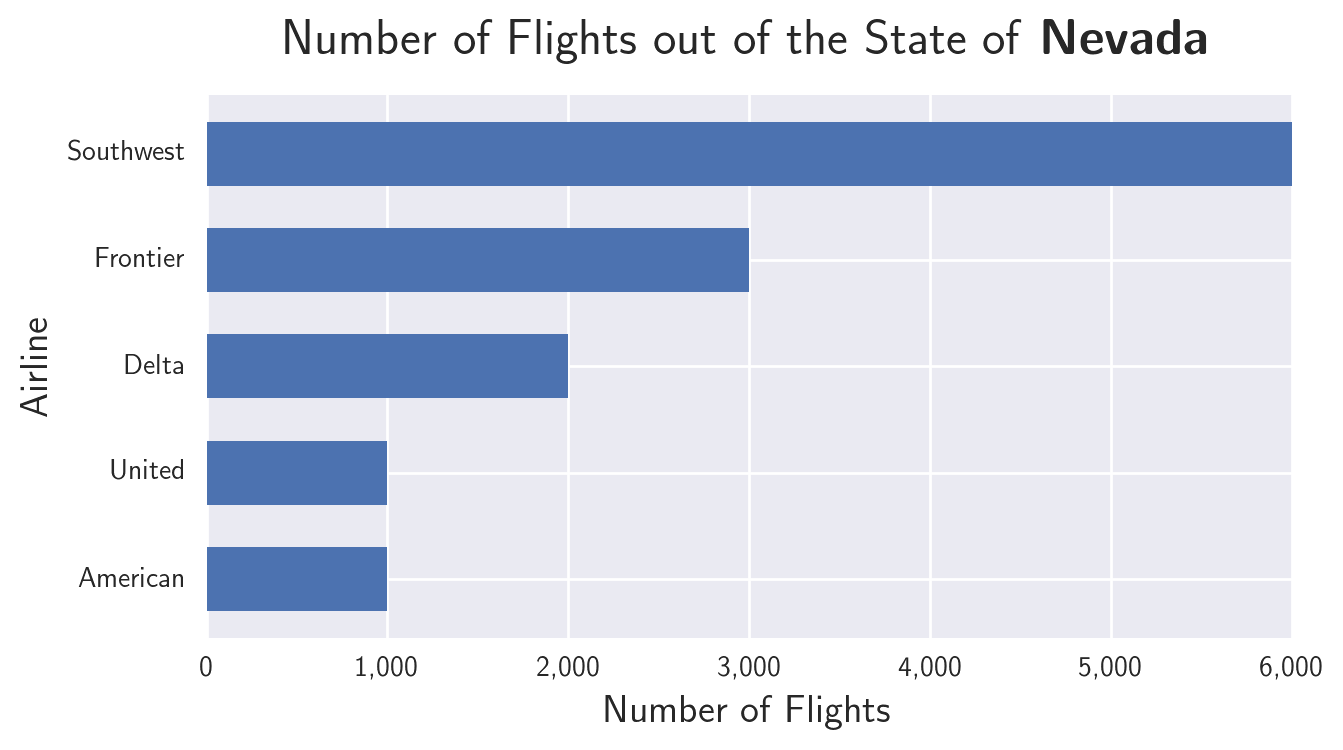 Number of Flights out of the State of Nevada
Southwest
Frontier
Delta
United
American
Airline
0 1,000 2,000 3,000 4,000 5,000 6,000
Number of Flights